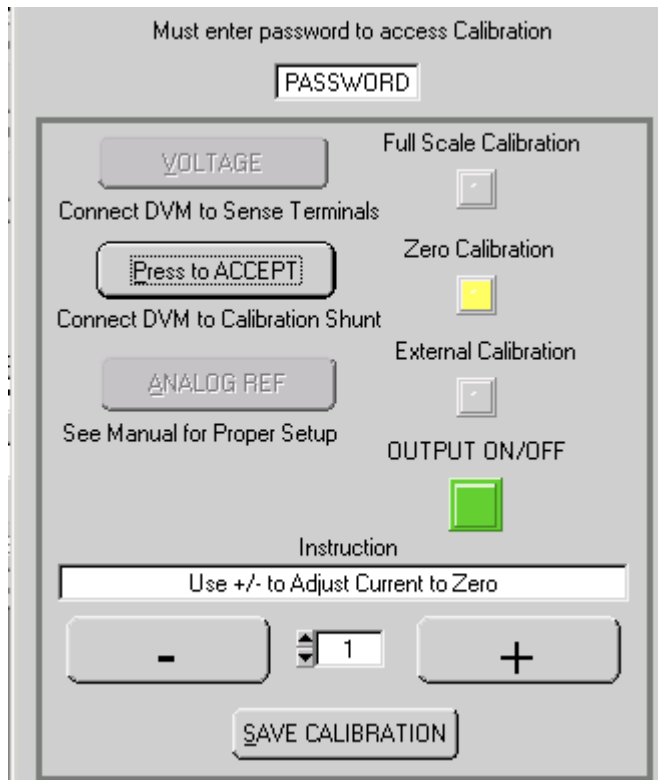 Must enter password to access Calibration
PASSWORD
VOLTAGE
Full Scale Calibration
Connect DVM to Sense Terminals
Press to ACCEPT
Zero Calibration
Connect DVM to Calibration Shunt
ANALOG REF
External Calibration
See Manual for Proper Setup
OUTPUT ON/OFF
Instruction
Use +/- to Adjust Current to Zero
- 1 +
SAVE CALIBRATION